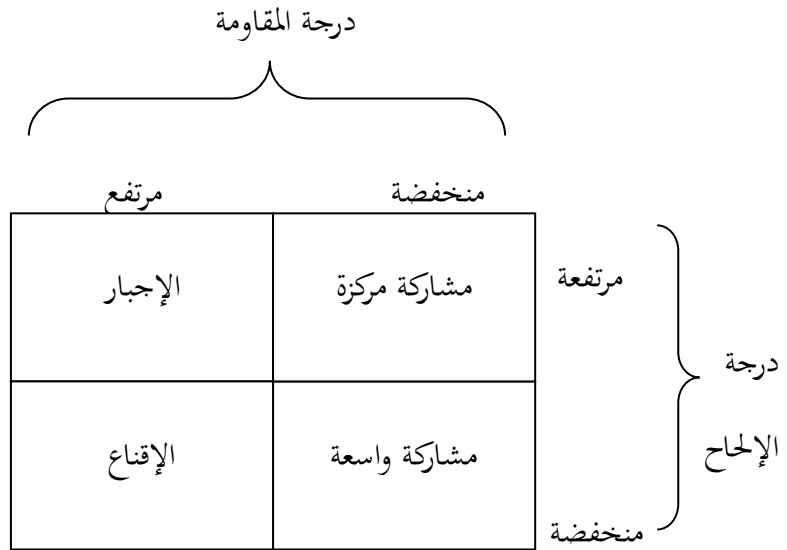 درجة المقاومة
منخفضة مرتفع
مرتفعة مشاركة مركزة الإجبار
درجة
الإلحاح مشاركة واسعة الإقناع
منخفضة